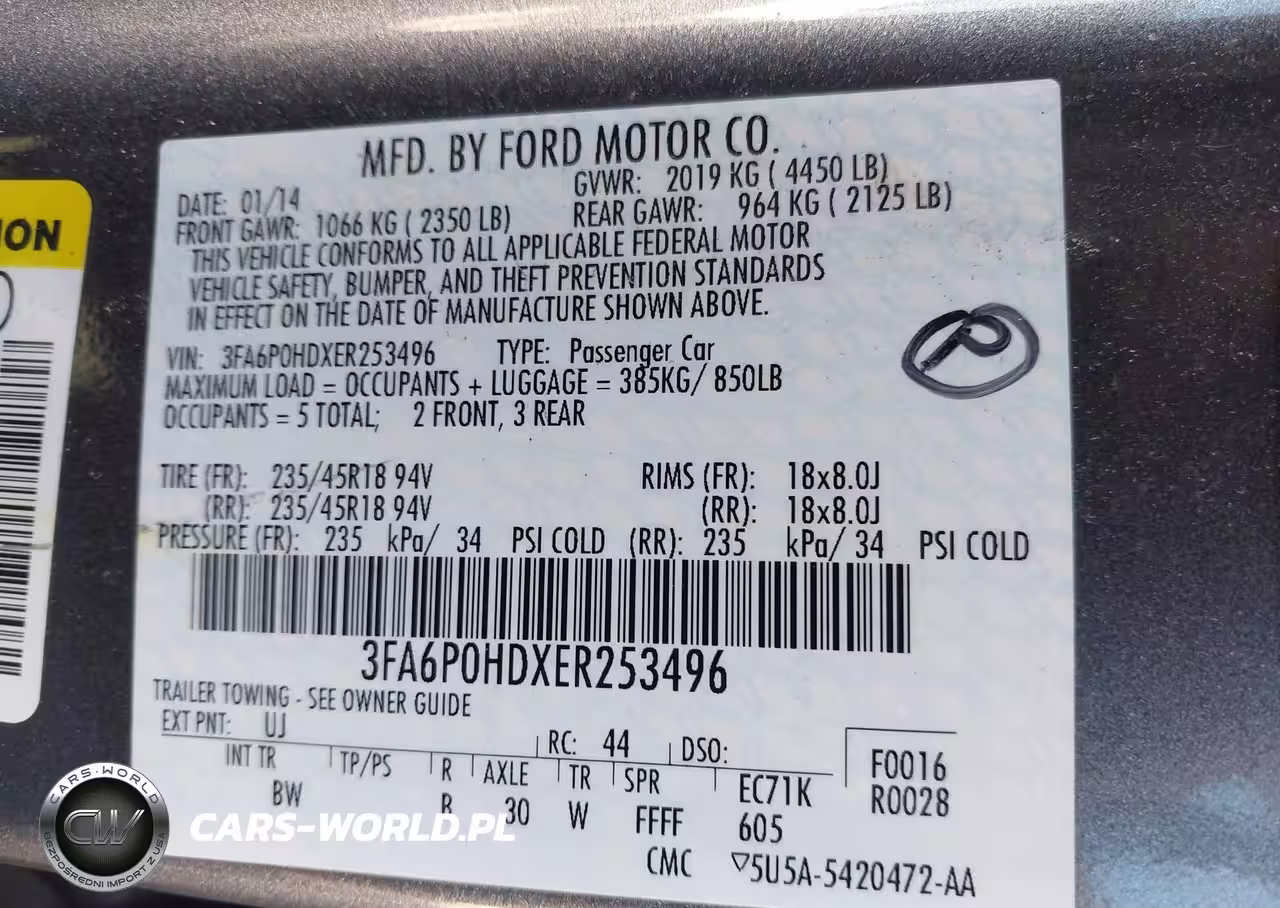 ION
MFD. BY FORD MOTOR CO.
DATE: 01/14 GVWR: 2019 KG ( 4450 LB)
FRONT GAWR: 1066 KG ( 2350 LB) REAR GAWR: 964 KG ( 2125 LB)
THIS VEHICLE CONFORMS TO ALL APPLICABLE FEDERAL MOTOR
VEHICLE SAFETY, BUMPER, AND THEFT PREVENTION STANDARDS
IN EFFECT ON THE DATE OF MANUFACTURE SHOWN ABOVE.
P
VIN: 3FA6P0HDXER253496 TYPE: Passenger Car
MAXIMUM LOAD = OCCUPANTS + LUGGAGE = 385KG/ 850LB
OCCUPANTS = 5 TOTAL; 2 FRONT, 3 REAR
TIRE (FR): 235/45R18 94V RIMS (FR): 18x8.0J
(RR): 235/45R18 94V (RR): 18x8.0J
PRESSURE (FR): 235 kPa/ 34 PSI COLD (RR): 235 kPa/ 34 PSI COLD
3FA6P0HDXER253496
TRAILER TOWING - SEE OWNER GUIDE
EXT PNT: UJ RC: 44 DSO:
INT TR TP/PS R AXLE TR SPR EC71K F0016
BW B 30 W FFFF 605 R0028
CMC ▽5U5A-5420472-AA
CARS-WORLD
CW
BEZPOŚREDNI IMPORT Z USA
CARS-WORLD.PL